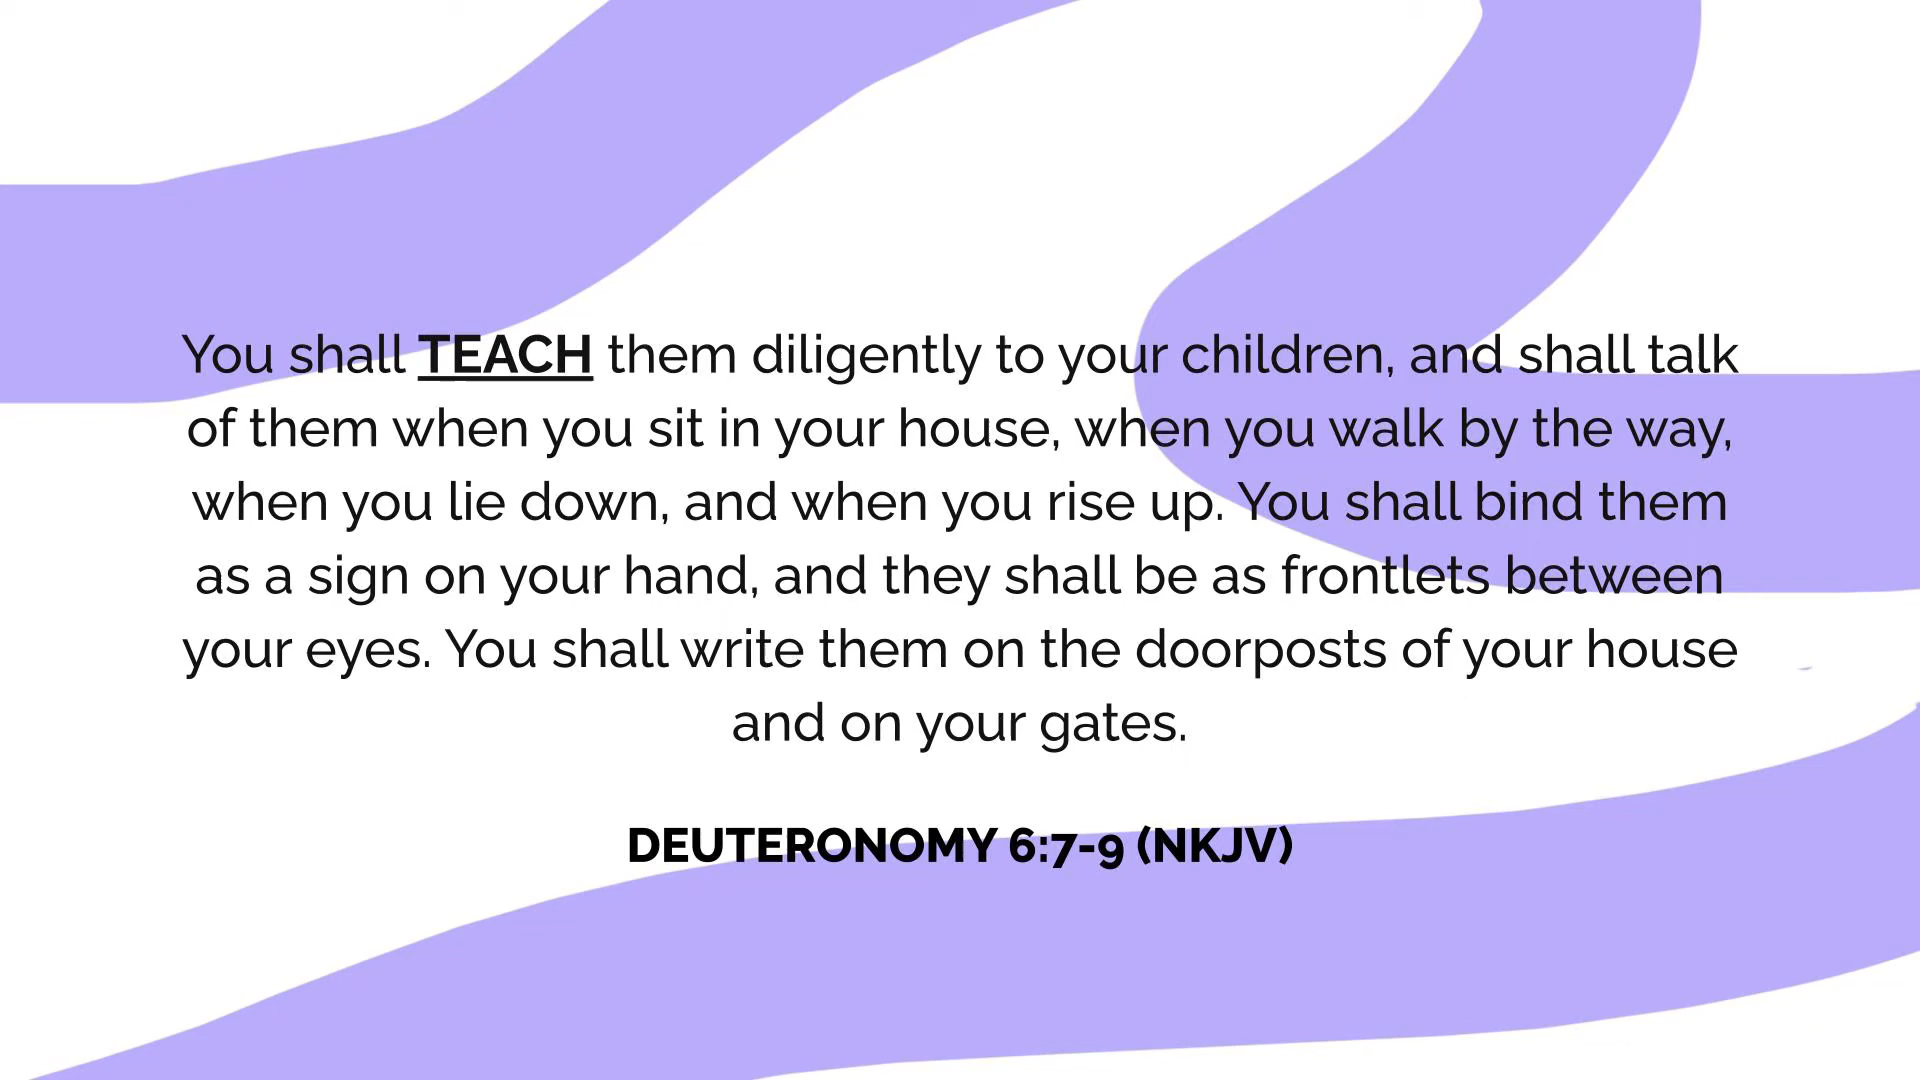 You shall TEACH them diligently to your children, and shall talk
of them when you sit in your house, when you walk by the way,
when you lie down, and when you rise up. You shall bind them
as a sign on your hand, and they shall be as frontlets between
your eyes. You shall write them on the doorposts of your house
and on your gates.
DEUTERONOMY 6:7-9 (NKJV)